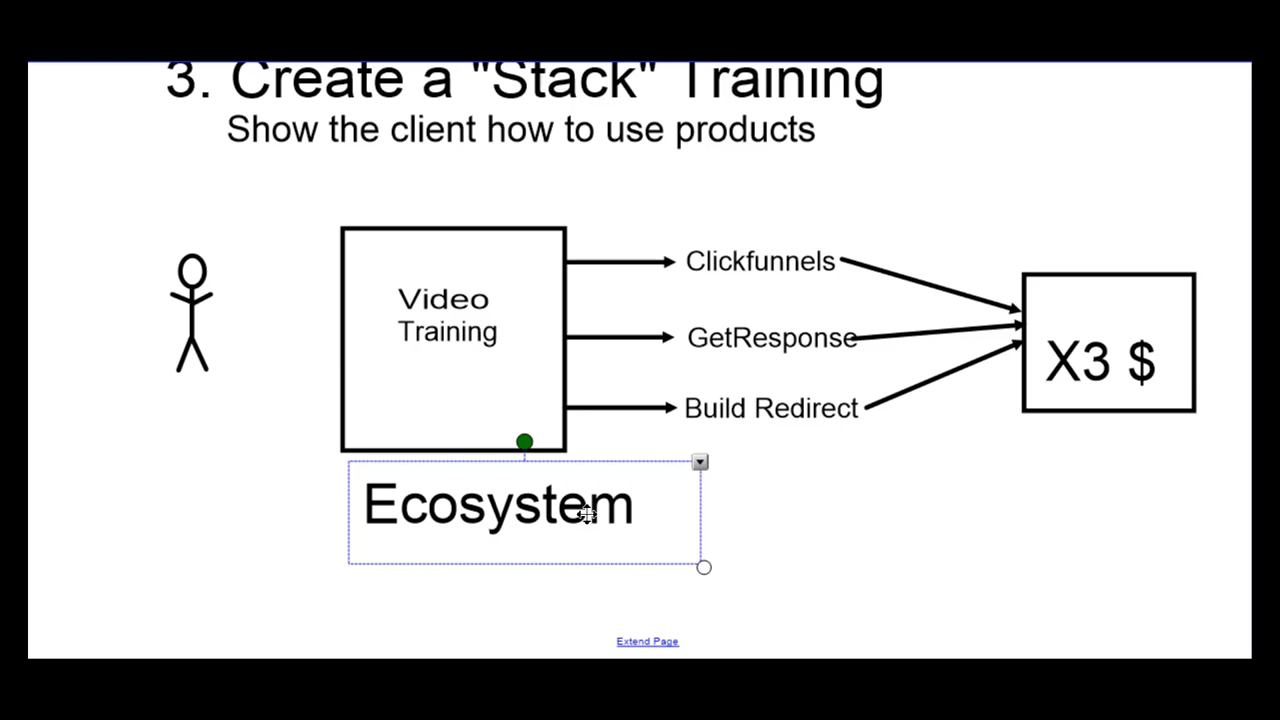 3. Create a "Stack" Training
Show the client how to use products
Video
Training
Clickfunnels
GetResponse
Build Redirect
X3 $
Ecosystem
Extend Page